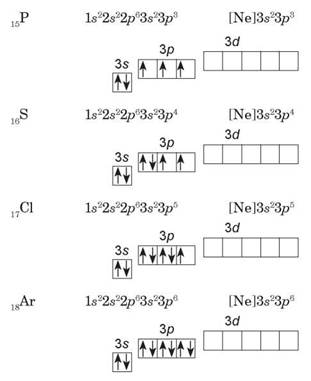 ₁₅P 1s²2s²2p⁶3s²3p³ [Ne]3s²3p³
3s 3p 3d
₁₆S 1s²2s²2p⁶3s²3p⁴ [Ne]3s²3p⁴
3s 3p 3d
₁₇Cl 1s²2s²2p⁶3s²3p⁵ [Ne]3s²3p⁵
3s 3p 3d
₁₈Ar 1s²2s²2p⁶3s²3p⁶ [Ne]3s²3p⁶
3s 3p 3d